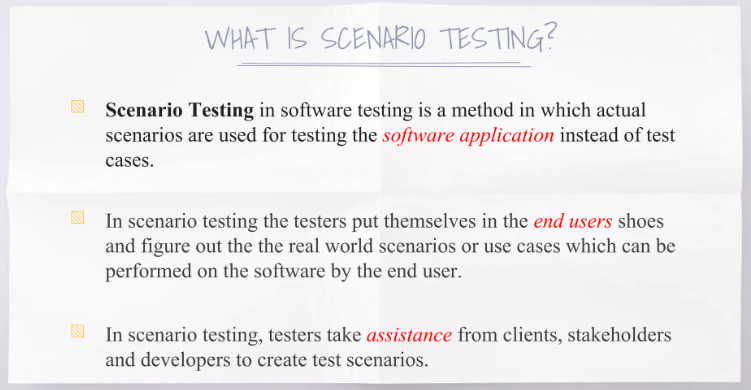 WHAT IS SCENARIO TESTING?
Scenario Testing in software testing is a method in which actual
scenarios are used for testing the software application instead of test
cases.
In scenario testing the testers put themselves in the end users shoes
and figure out the the real world scenarios or use cases which can be
performed on the software by the end user.
In scenario testing, testers take assistance from clients, stakeholders
and developers to create test scenarios.